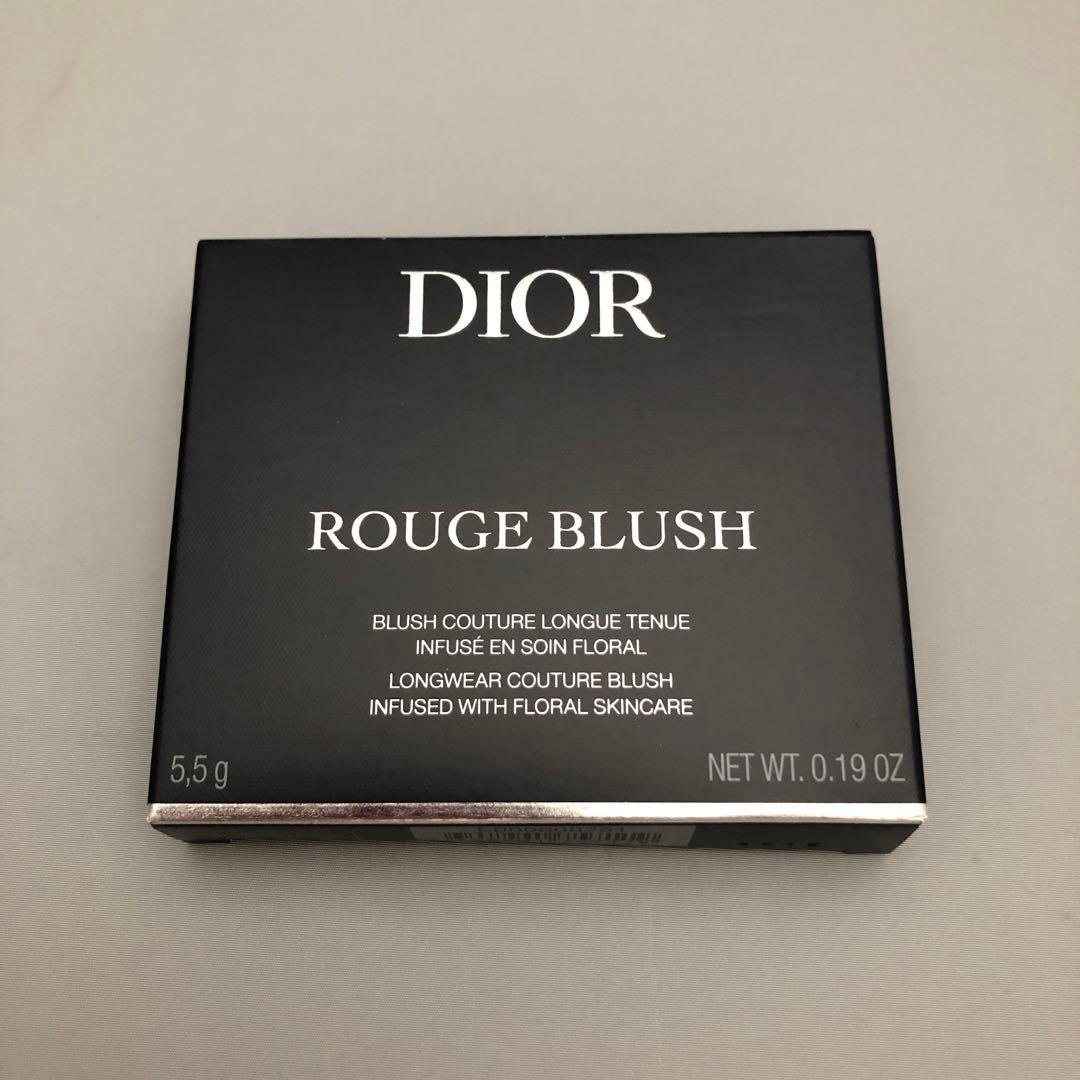 DIOR
ROUGE BLUSH
BLUSH COUTURE LONGUE TENUE
INFUSÉ EN SOIN FLORAL
LONGWEAR COUTURE BLUSH
INFUSED WITH FLORAL SKINCARE
5,5 g
NET WT. 0.19 OZ